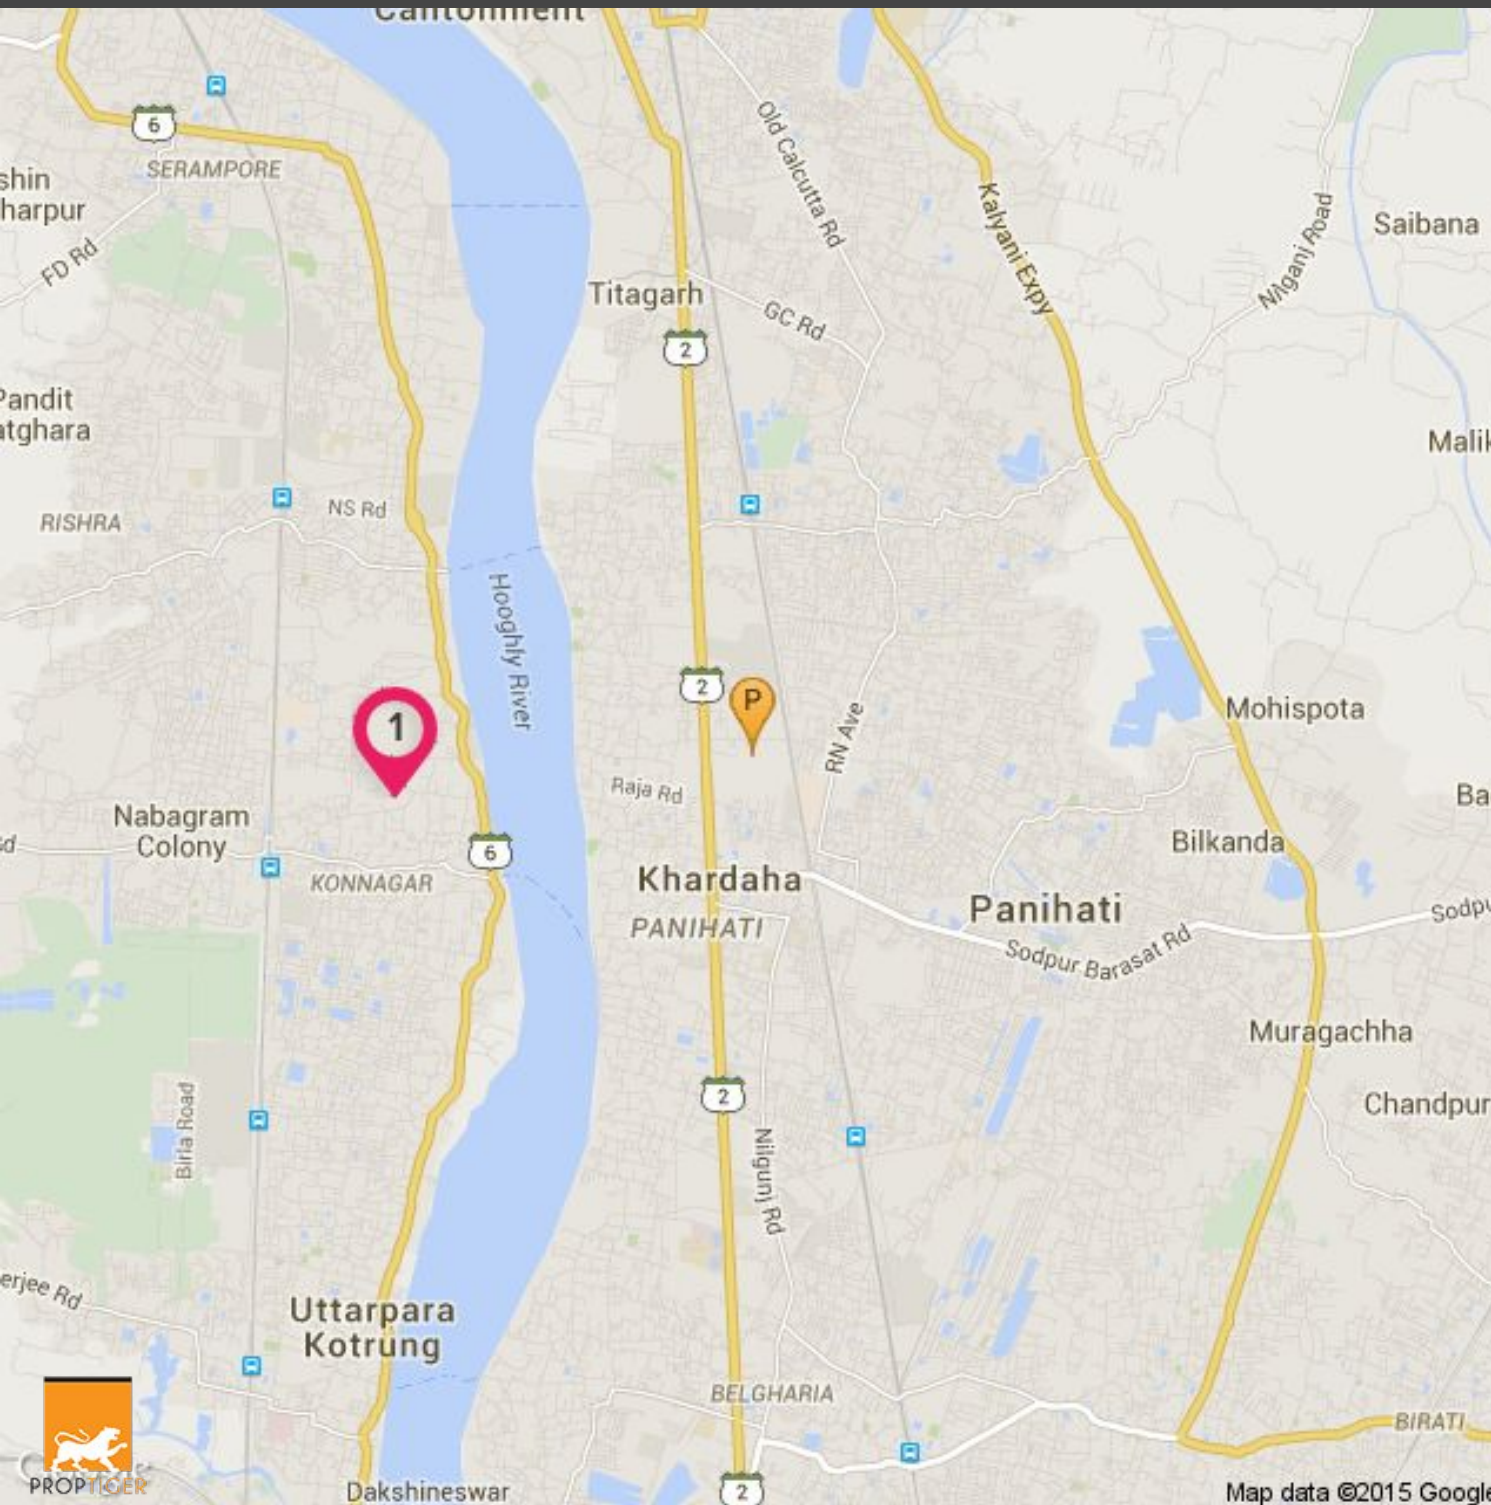 Cantonment
6
SERAMPORE
shin
harpur
FD Rd
Old Calcutta Rd
Kalyani Expy
Saibana
Titagarh
GC Rd
2
Pandit
atghara
Malik
NS Rd
RISHRA
Hooghly River
2
P
1
Mohispota
RN Ave
Raja Rd
Ba
Nabagram
Colony
6
Bilkanda
KONNAGAR
Khardaha
PANIHATI
Panihati
Sodpur Barasat Rd
Sodpu
Muragachha
2
Chandpur
Birla Road
Nilgunj Rd
erjee Rd
Uttarpara
Kotrung
BELGHARIA
BIRATI
PROPTIGER
Dakshineswar
2
Map data ©2015 Google